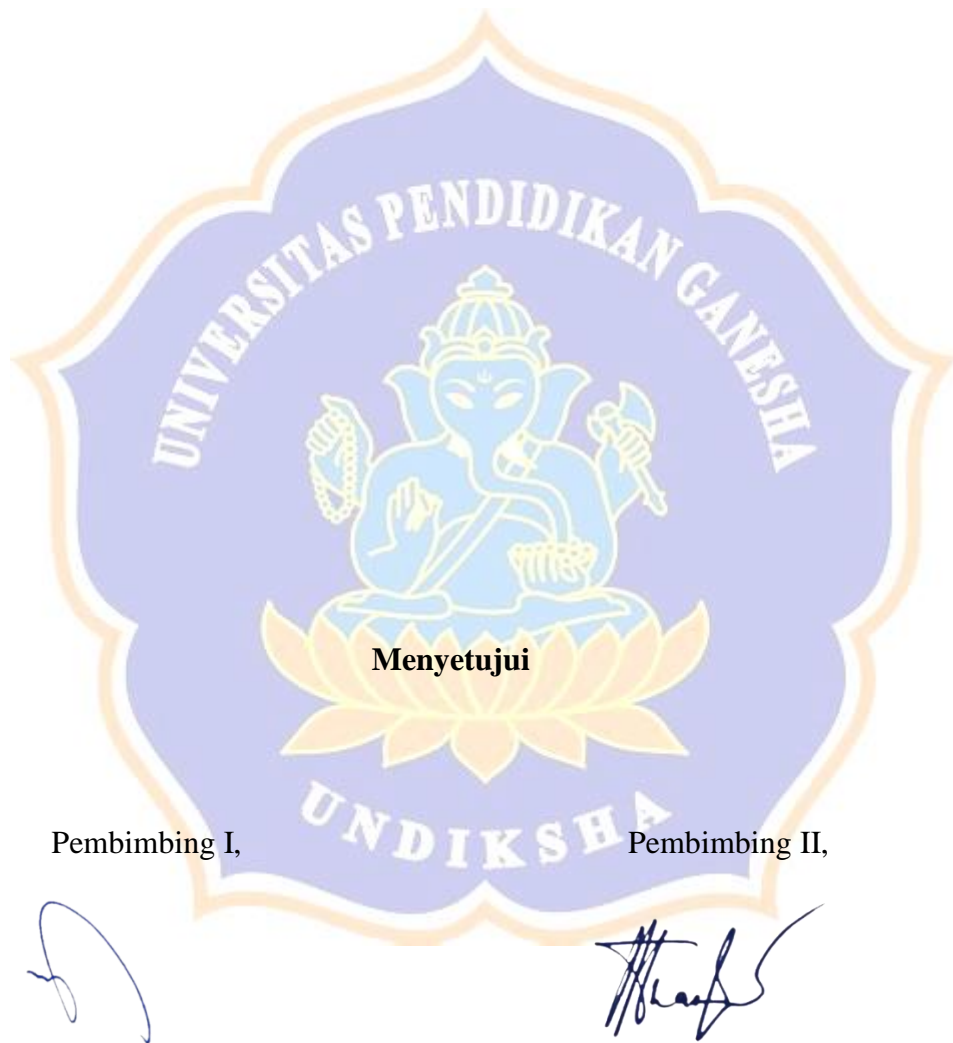 UNIVERSITAS PENDIDIKAN GANESHA
Menyetujui
UNDIKSHA
Pembimbing I,
Pembimbing II,